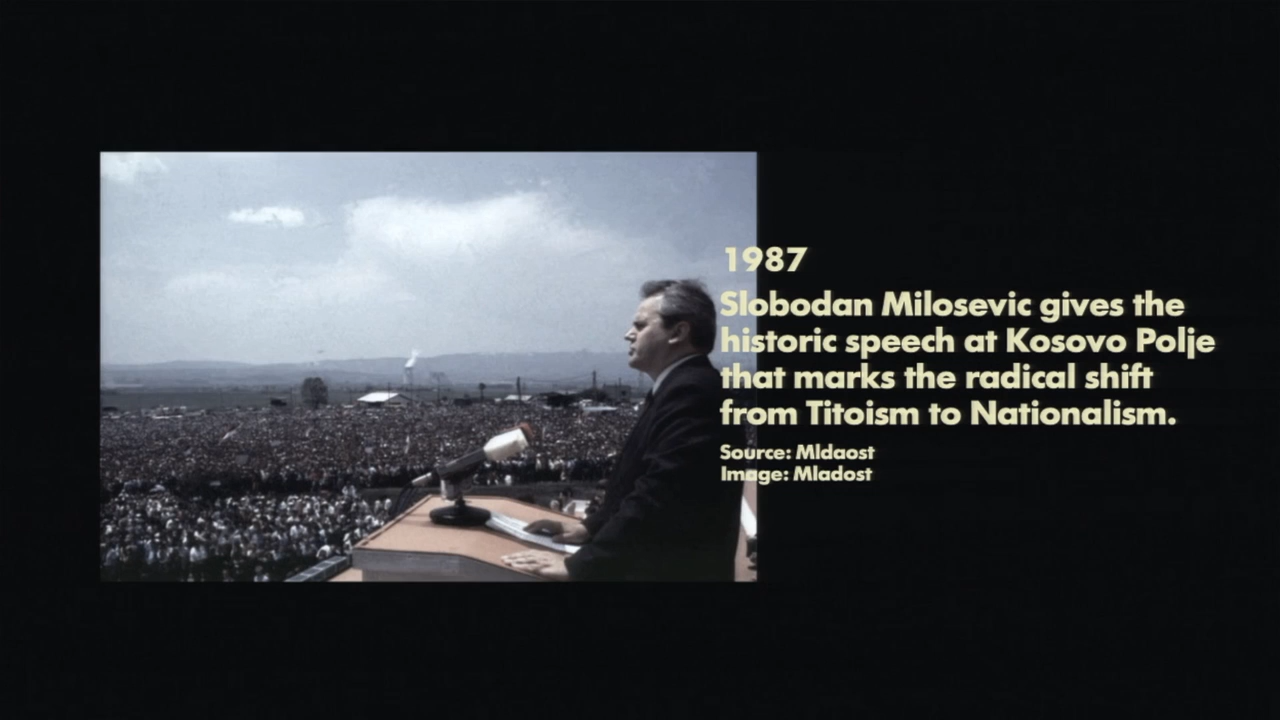 1987
Slobodan Milosevic gives the
historic speech at Kosovo Polje
that marks the radical shift
from Titoism to Nationalism.
Source: Mldaost
Image: Mladost